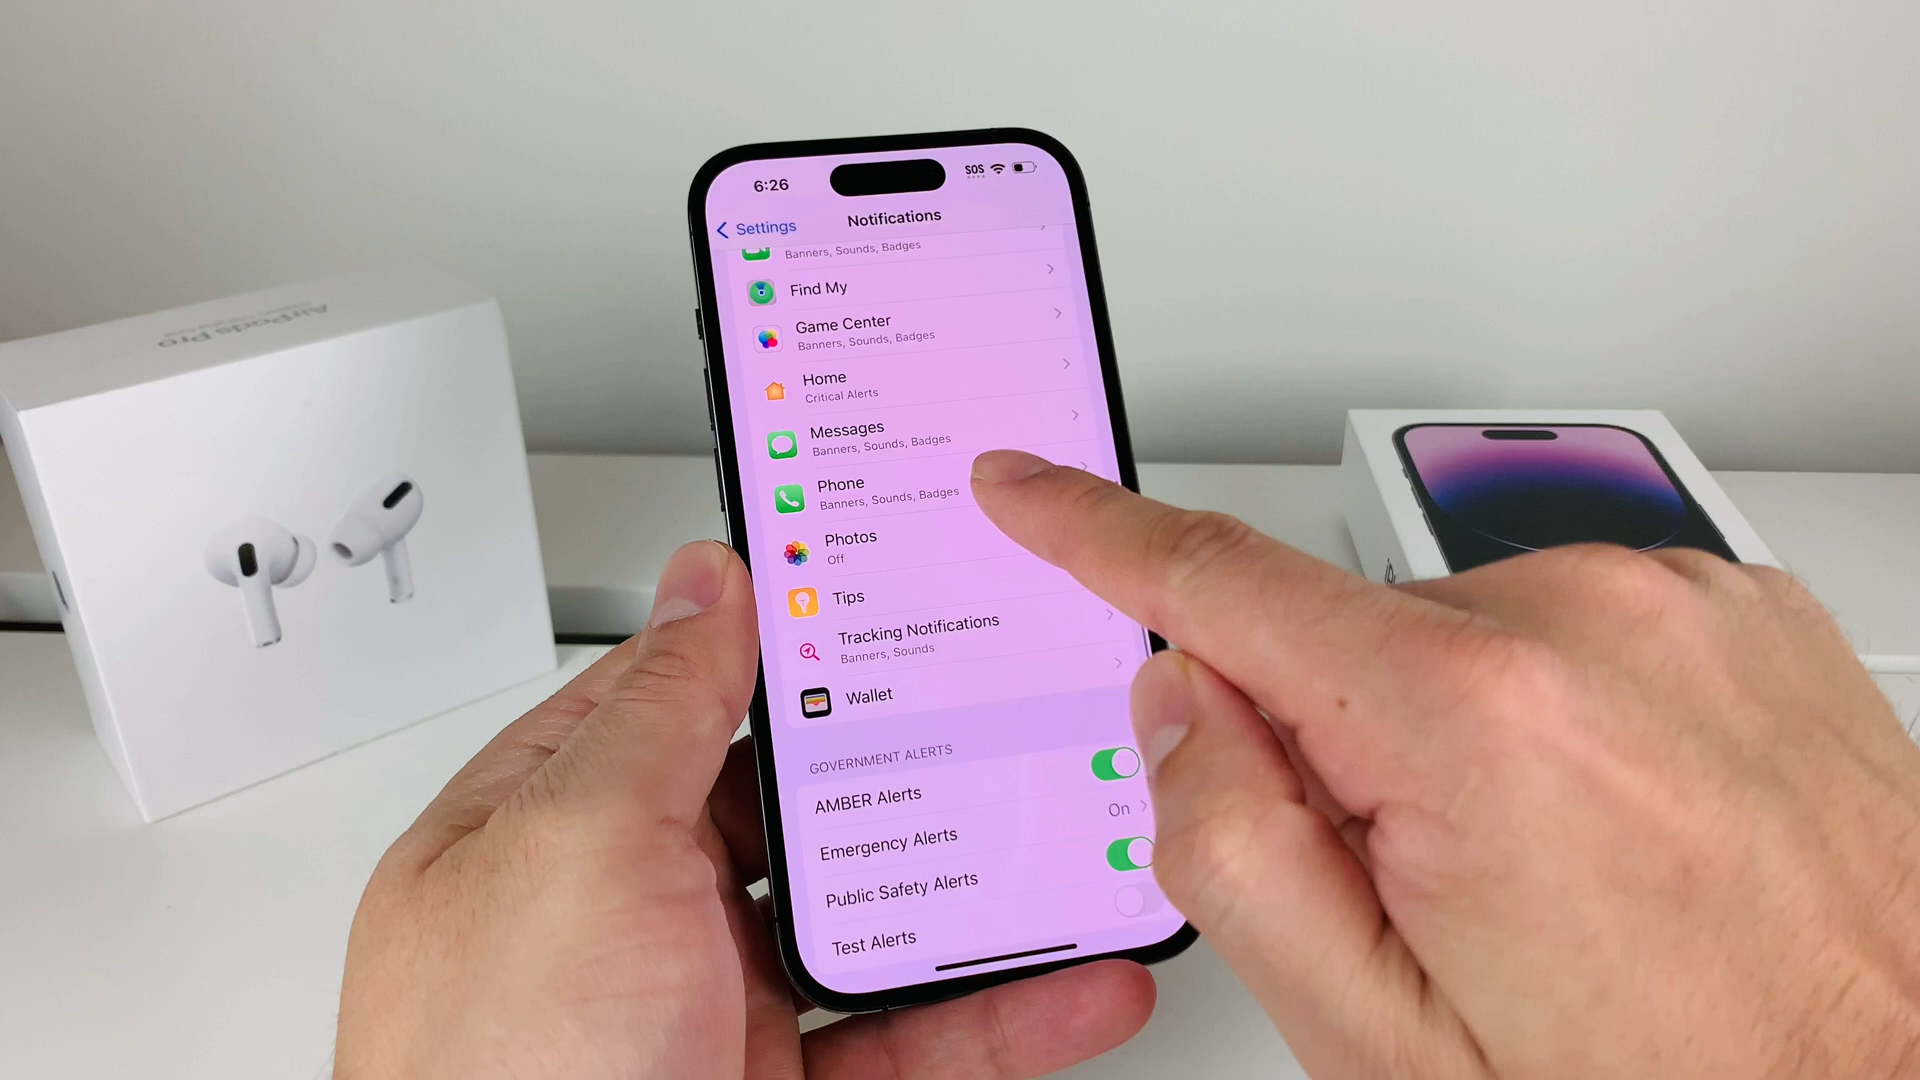 6:26
SOS
Settings
Notifications
Banners, Sounds, Badges
Find My
Game Center
Banners, Sounds, Badges
Home
Critical Alerts
Messages
Banners, Sounds, Badges
Phone
Banners, Sounds, Badges
Photos
Off
Tips
Tracking Notifications
Banners, Sounds
Wallet
GOVERNMENT ALERTS
AMBER Alerts
Emergency Alerts
On
Public Safety Alerts
Test Alerts
AirPods Pro